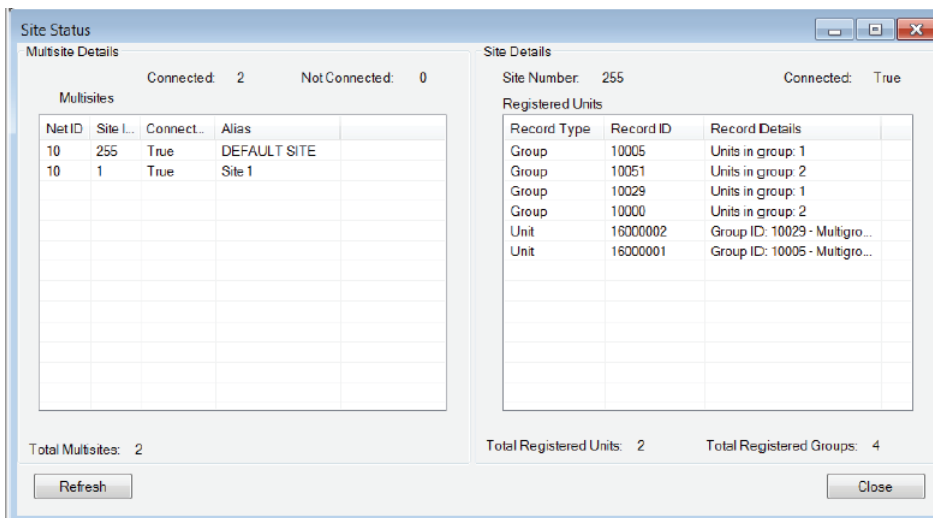 Site Status
Multisite Details
Connected: 2 Not Connected: 0
Multisites
Net ID Site I... Connect... Alias
10 255 True DEFAULT SITE
10 1 True Site 1
Total Multisites: 2
Refresh
Site Details
Site Number: 255 Connected: True
Registered Units
Record Type Record ID Record Details
Group 10005 Units in group: 1
Group 10051 Units in group: 2
Group 10029 Units in group: 1
Group 10000 Units in group: 2
Unit 16000002 Group ID: 10029 - Multigro...
Unit 16000001 Group ID: 10005 - Multigro...
Total Registered Units: 2 Total Registered Groups: 4
Close